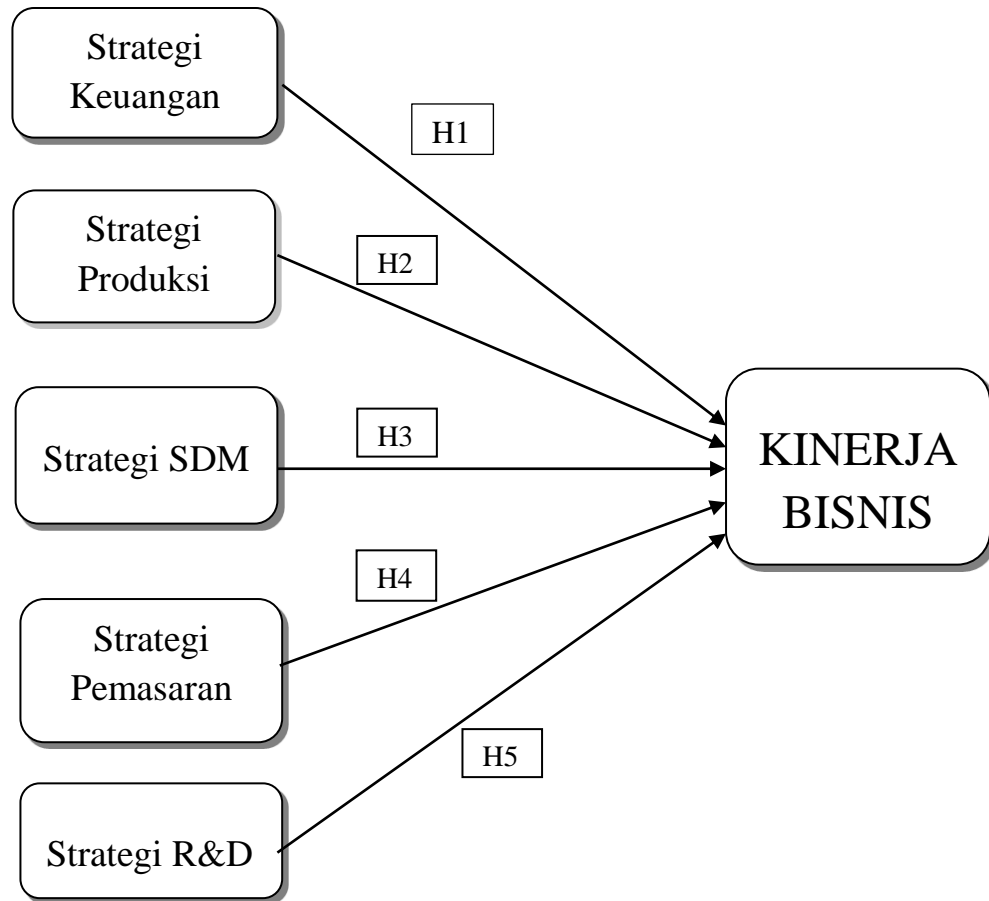 Strategi
Keuangan
H1
Strategi
Produksi
H2
Strategi SDM
H3
KINERJA
BISNIS
H4
Strategi
Pemasaran
H5
Strategi R&D